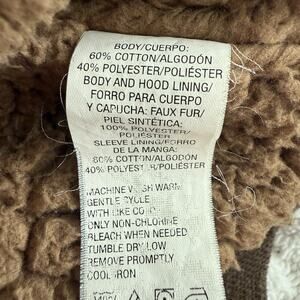 BODY/CUERPO:
60% COTTON/ALGODÓN
40% POLYESTER/POLIÉSTER
BODY AND HOOD LINING/
FORRO PARA CUERPO
Y CAPUCHA: FAUX FUR/
PIEL SINTÉTICA:
100% POLYESTER/
POLIÉSTER
SLEEVE LINING/FORRO
DE LA MANGA:
60% COTTON/ALGODÓN
40% POLYESTER/POLIÉSTER
MACHINE WASH WARM
GENTLE CYCLE
WITH LIKE CO
ONLY NON-CHLORINE
BLEACH WHEN NEEDED
TUMBLE DRY LOW
REMOVE PROMPTLY
COOL IRON